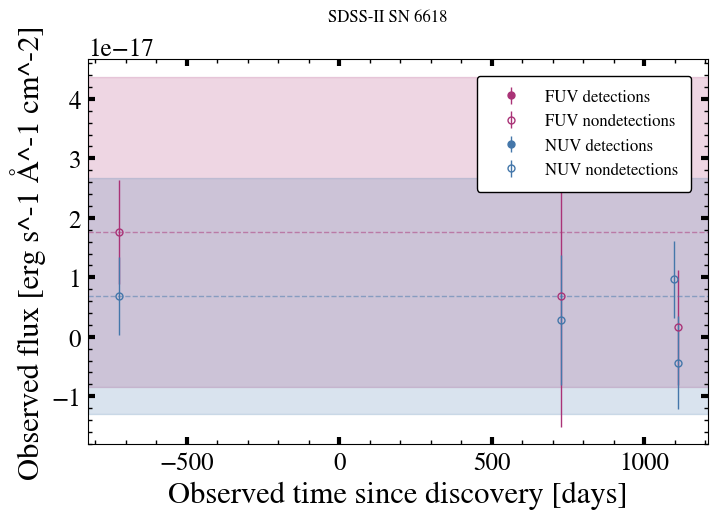 SDSS-II SN 6618
1e−17
FUV detections
FUV nondetections
NUV detections
NUV nondetections
4
3
2
1
0
−1
−500
0
500
1000
Observed time since discovery [days]
Observed flux [erg s^-1 Å^-1 cm^-2]